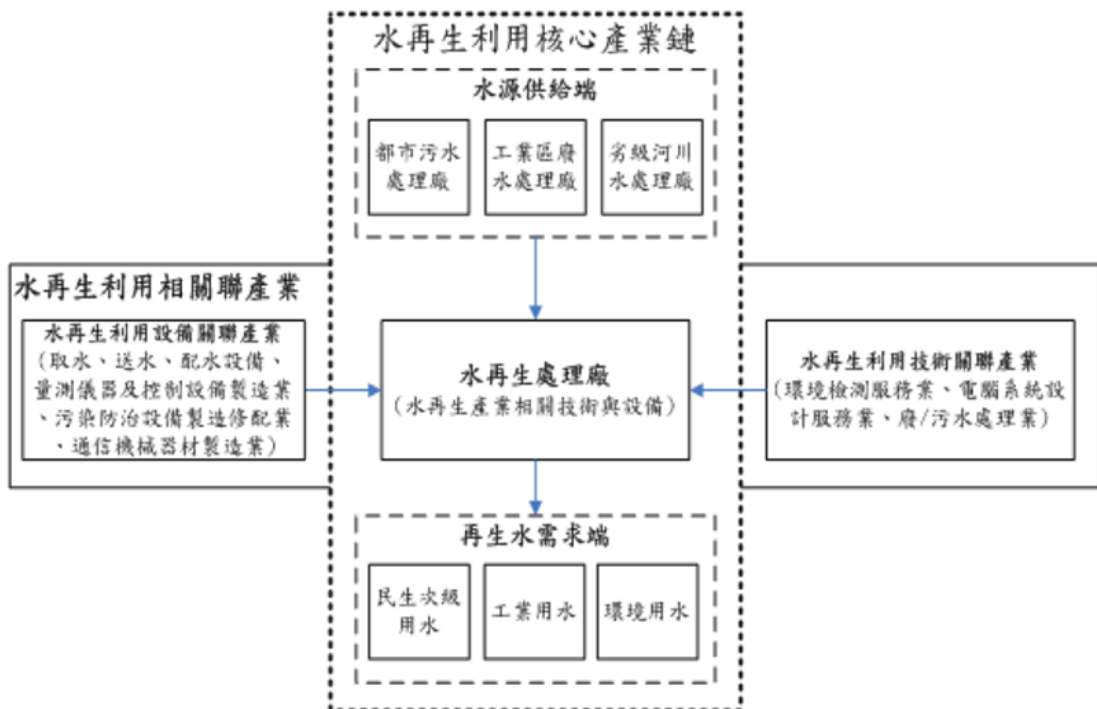 水再生利用核心產業鏈
水源供給端
都市污水
處理廠
工業區廢
水處理廠
劣級河川
水處理廠
水再生利用相關聯產業
水再生利用設備關聯產業
(取水、送水、配水設備、
量測儀器及控制設備製造業
、污染防治設備製造修配業
、通信機械器材製造業)
水再生處理廠
(水再生產業相關技術與設備)
水再生利用技術關聯產業
(環境檢測服務業、電腦系統設
計服務業、廢/污水處理業)
再生水需求端
民生次級
用水
工業用水
環境用水